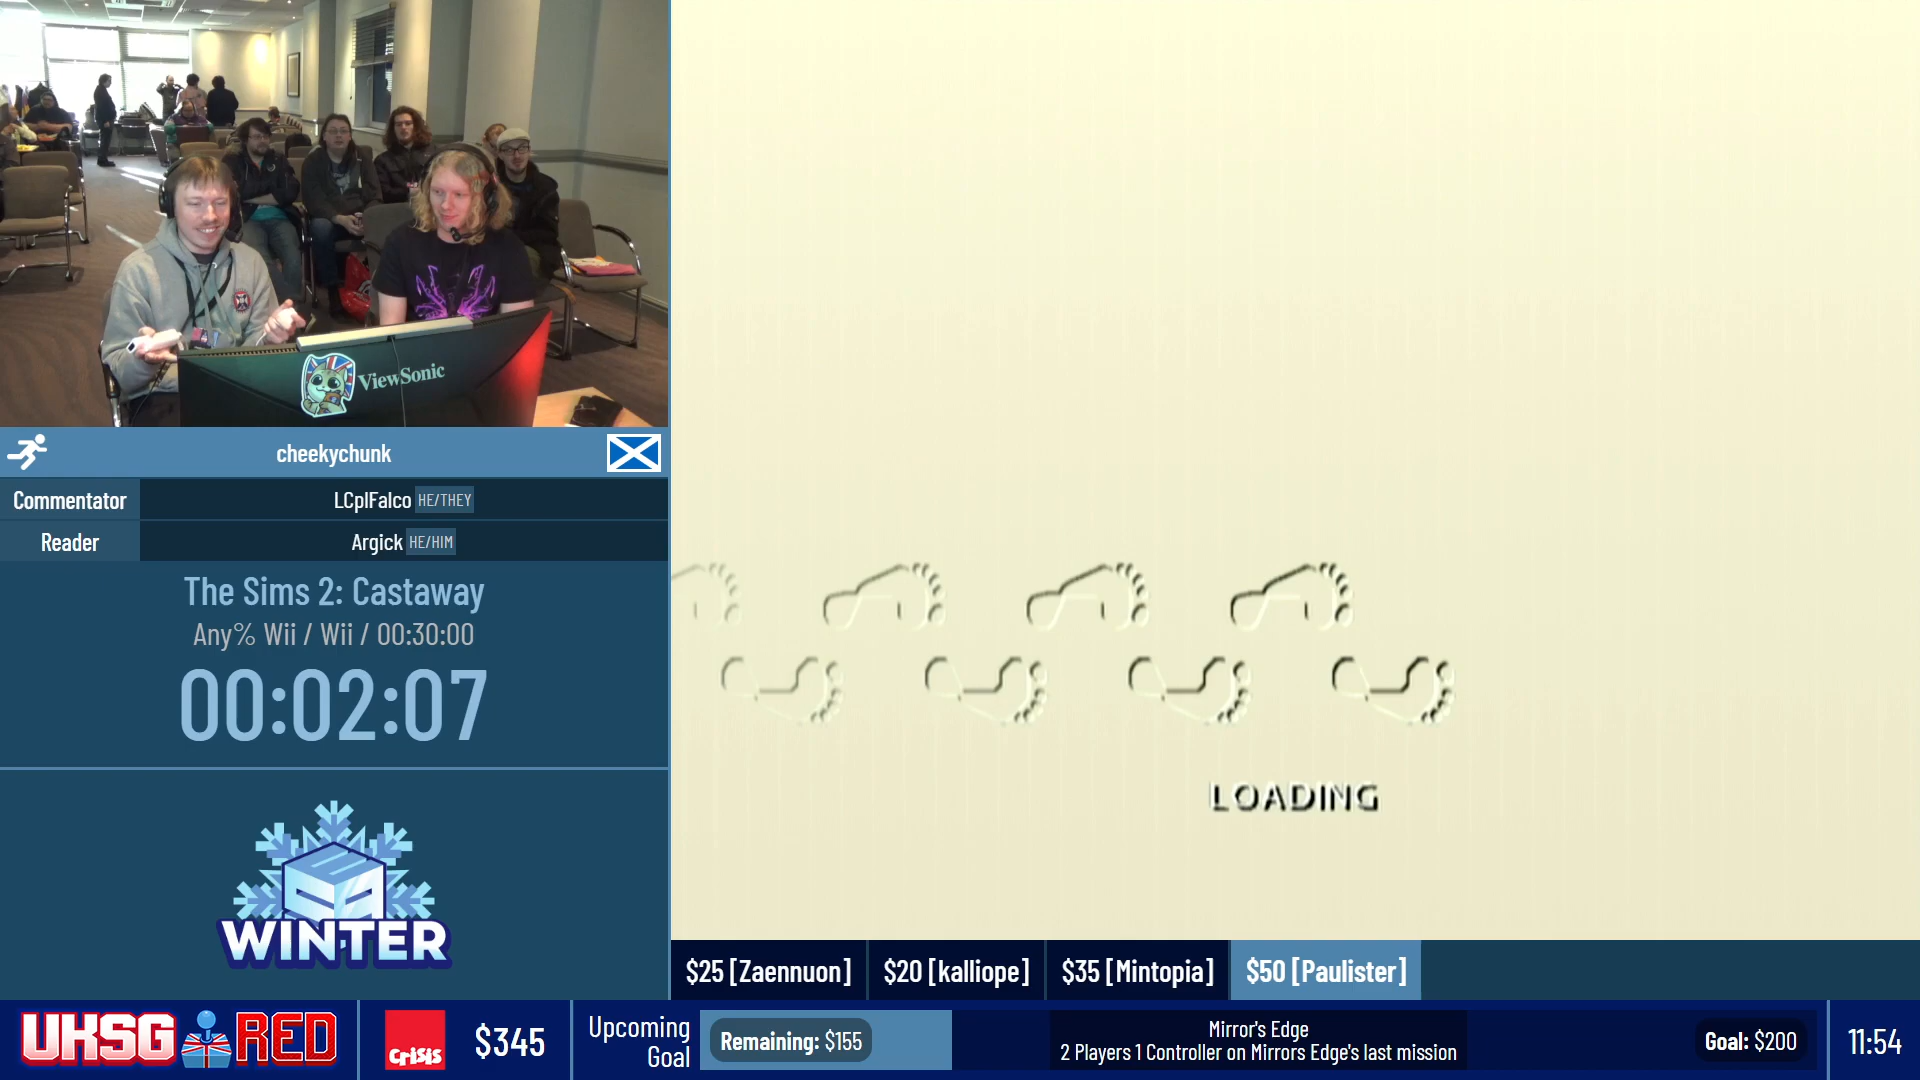 ViewSonic
cheekychunk
Commentator
LCplFalco HE/THEY
Reader
Argick HE/HIM
The Sims 2: Castaway
Any% Wii / Wii / 00:30:00
00:02:07
ESA
WINTER
LOADING
$25 [Zaennuon]
$20 [kalliope]
$35 [Mintopia]
$50 [Paulister]
UKSG RED
CRISIS
$345
Upcoming
Goal
Remaining: $155
Mirror's Edge
2 Players 1 Controller on Mirrors Edge's last mission
Goal: $200
11:54